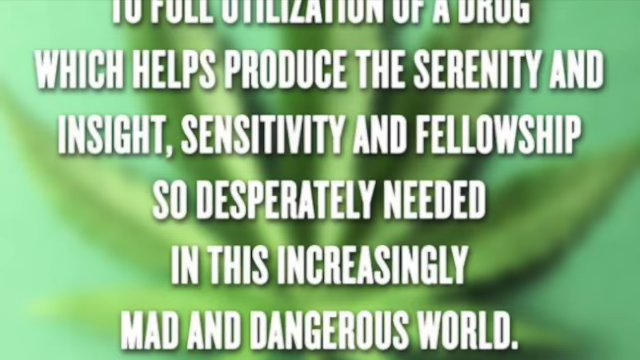 TO FULL UTILIZATION OF A DRUG
WHICH HELPS PRODUCE THE SERENITY AND
INSIGHT, SENSITIVITY AND FELLOWSHIP
SO DESPERATELY NEEDED
IN THIS INCREASINGLY
MAD AND DANGEROUS WORLD.